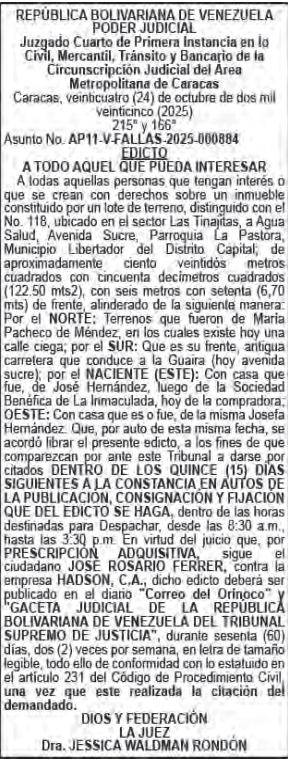 REPÚBLICA BOLIVARIANA DE VENEZUELA
PODER JUDICIAL
Juzgado Cuarto de Primera Instancia en lo
Civil, Mercantil, Tránsito y Bancario de la
Circunscripción Judicial del Área
Metropolitana de Caracas
Caracas, veinticuatro (24) de octubre de dos mil
veinticinco (2025)
215° y 166°
Asunto No. AP11-V-FALLAS-2025-000884
EDICTO
A TODO AQUEL QUE PUEDA INTERESAR
A todas aquellas personas que tengan interés o
que se crean con derechos sobre un inmueble
constituido por un lote de terreno, distinguido con el
No. 118, ubicado en el sector Las Tinajitas, a Agua
Salud, Avenida Sucre, Parroquia La Pastora,
Municipio Libertador del Distrito Capital; de
aproximadamente ciento veintidós metros
cuadrados con cincuenta decímetros cuadrados
(122.50 mts2), con seis metros con setenta (6,70
mts) de frente, alinderado de la siguiente manera:
Por el NORTE: Terrenos que fueron de María
Pacheco de Méndez, en los cuales existe hoy una
calle ciega; por el SUR: Que es su frente, antigua
carretera que conduce a la Guaira (hoy avenida
sucre); por el NACIENTE (ESTE): Con casa que
fue, de José Hernández, luego de la Sociedad
Benéfica de La Inmaculada, hoy de la compradora;
OESTE: Con casa que es o fue, de la misma Josefa
Hernández. Que, por auto de esta misma fecha, se
acordó librar el presente edicto, a los fines de que
comparezcan por ante este Tribunal a darse por
citados DENTRO DE LOS QUINCE (15) DÍAS
SIGUIENTES A LA CONSTANCIA EN AUTOS DE
LA PUBLICACIÓN, CONSIGNACIÓN Y FIJACIÓN
QUE DEL EDICTO SE HAGA, dentro de las horas
destinadas para Despachar, desde las 8:30 a.m.,
hasta las 3:30 p.m. En virtud del juicio que, por
PRESCRIPCIÓN ADQUISITIVA, sigue el
ciudadano JOSE ROSARIO FERRER, contra la
empresa HADSON, C.A., dicho edicto deberá ser
publicado en el diario "Correo del Orinoco" y
"GACETA JUDICIAL DE LA REPÚBLICA
BOLIVARIANA DE VENEZUELA DEL TRIBUNAL
SUPREMO DE JUSTICIA", durante sesenta (60)
días, dos (2) veces por semana, en letra de tamaño
legible, todo ello de conformidad con lo estatuido en
el artículo 231 del Código de Procedimiento Civil,
una vez que este realizada la citación del
demandado.
DIOS Y FEDERACIÓN
LA JUEZ
Dra. JESSICA WALDMAN RONDÓN